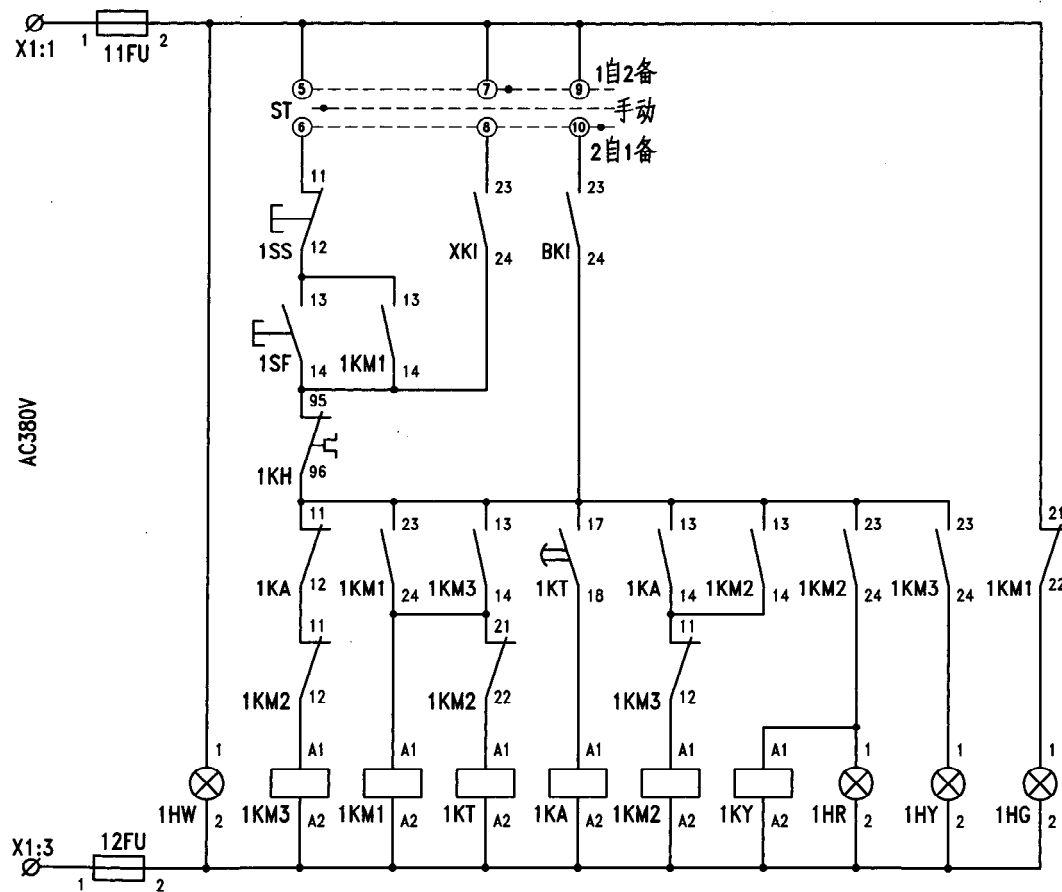 X1:1
1
11FU
2
5
7
9
1自2备
ST
手动
6
8
10
2自1备
11
23
23
1SS
12
XKI
24
BKI
24
13
13
1SF
14
1KM1
14
AC380V
95
1KH
96
11
23
13
17
13
13
23
23
21
1KA
12
1KM1
24
1KM3
14
1KT
18
1KA
14
1KM2
14
1KM2
24
1KM3
24
1KM1
22
11
21
11
1KM2
12
1KM2
22
1KM3
12
1
A1
A1
A1
A1
A1
A1
1
1
1
1HW
2
1KM3
A2
1KM1
A2
1KT
A2
1KA
A2
1KM2
A2
1KY
A2
1HR
2
1HY
2
1HG
2
X1:3
1
12FU
2